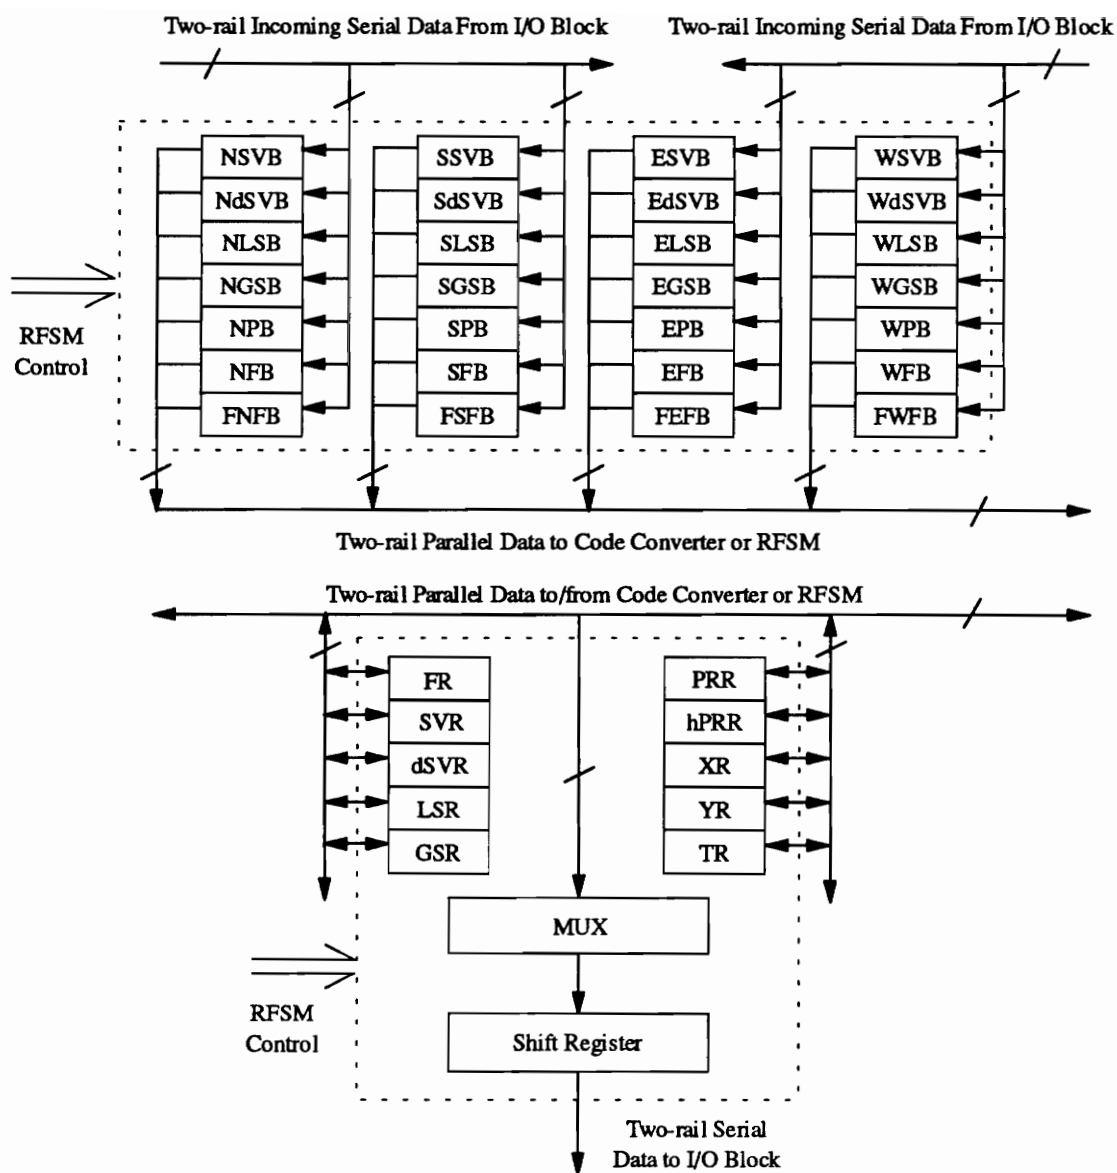 Two-rail Incoming Serial Data From I/O Block
Two-rail Incoming Serial Data From I/O Block
NSVB
NdSVB
NLSB
NGSB
NPB
NFB
FNFB
SSVB
SdSVB
SLSB
SGSB
SPB
SFB
FSFB
ESVB
EdSVB
ELSB
EGSB
EPB
EFB
FEFB
WSVB
WdSVB
WLSB
WGSB
WPB
WFB
FWFB
RFSM
Control
Two-rail Parallel Data to Code Converter or RFSM
Two-rail Parallel Data to/from Code Converter or RFSM
FR
SVR
dSVR
LSR
GSR
PRR
hPRR
XR
YR
TR
MUX
Shift Register
RFSM
Control
Two-rail Serial
Data to I/O Block